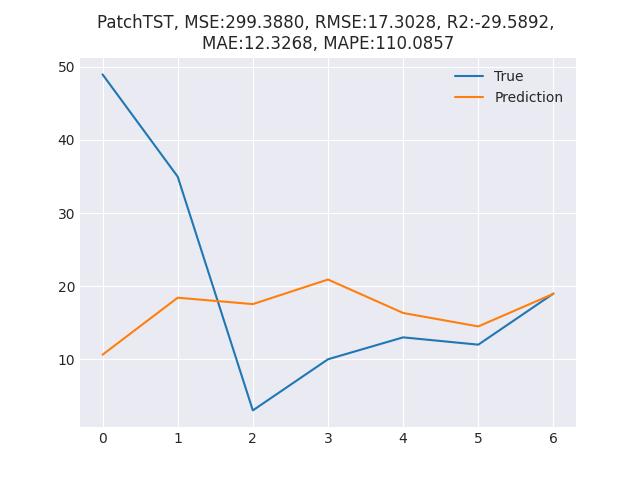 PatchTST, MSE:299.3880, RMSE:17.3028, R2:-29.5892,
MAE:12.3268, MAPE:110.0857
True
Prediction
50
40
30
20
10
0 1 2 3 4 5 6